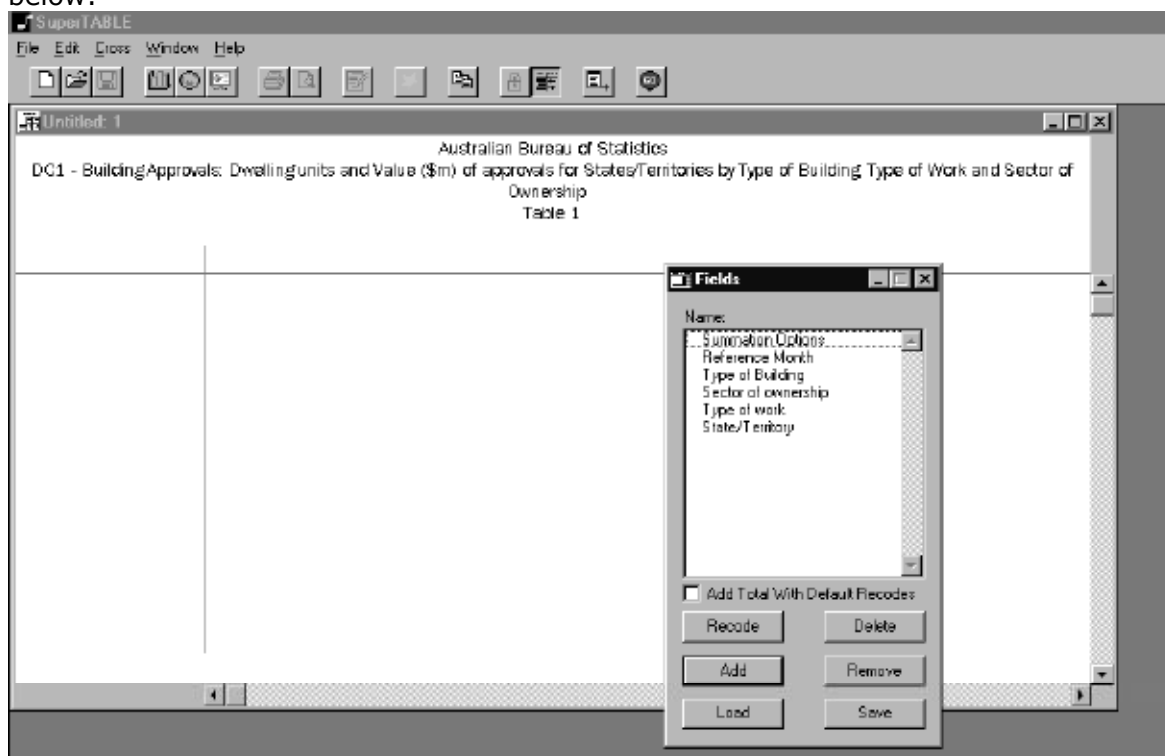 below:
SuperTABLE
File Edit Cross Window Help
Untitled: 1
Australian Bureau of Statistics
DC1 - Building Approvals: Dwelling units and Value ($m) of approvals for States/Territories by Type of Building, Type of Work and Sector of
Ownership
Table 1
Fields
Name:
Summation Options
Reference Month
Type of Building
Sector of ownership
Type of work
State/Territory
Add Total With Default Recodes
Recode Delete
Add Remove
Load Save